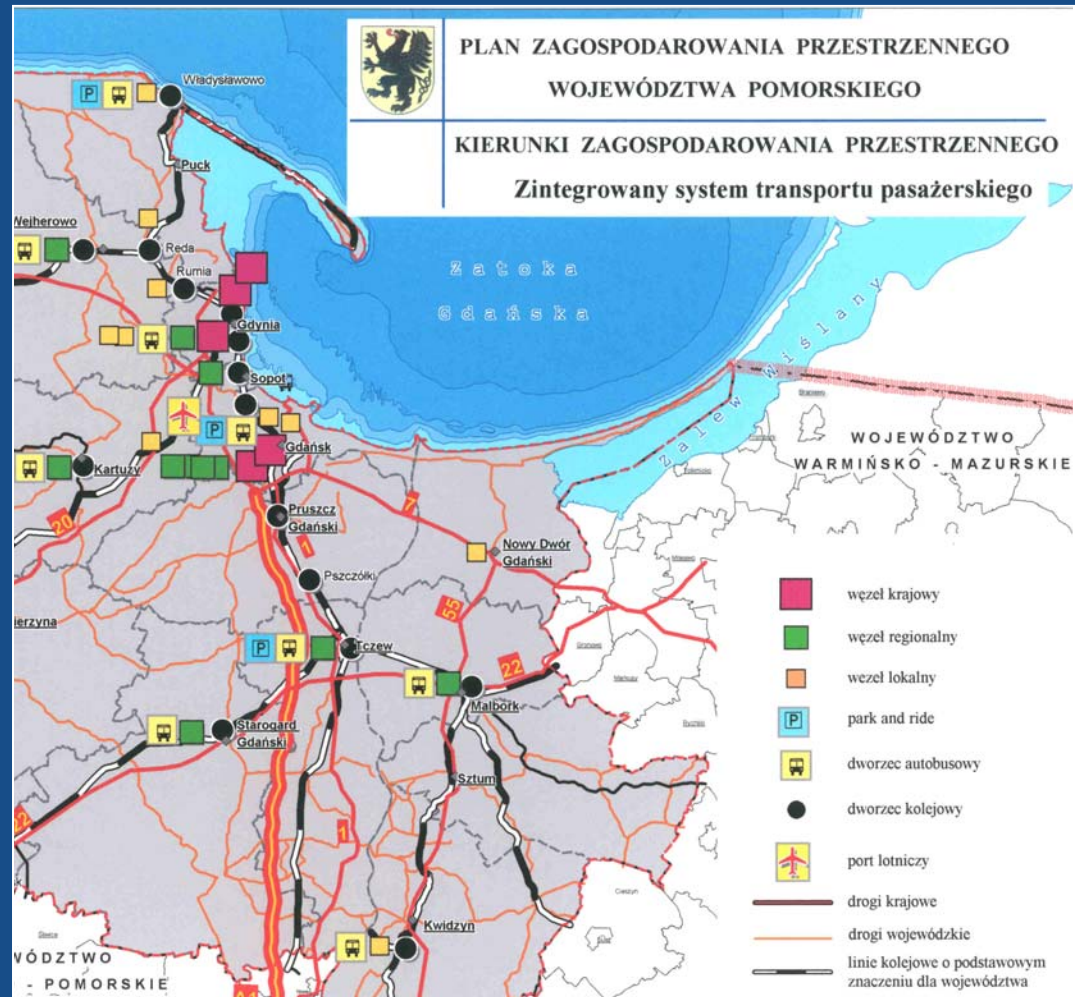 PLAN ZAGOSPODAROWANIA PRZESTRZENNEGO
WOJEWÓDZTWA POMORSKIEGO
KIERUNKI ZAGOSPODAROWANIA PRZESTRZENNEGO
Zintegrowany system transportu pasażerskiego
Władysławowo
P
Puck
Wejherowo
Reda
Rumia
Zatoka
Gdańska
Gdynia
Sopot
Zalew Wiślany
P
Gdańsk
Kartuzy
WOJEWÓDZTWO
WARMIŃSKO - MAZURSKIE
20
7
Pruszcz
Gdański
1
Nowy Dwór
Gdański
Pszczółki
55
ierzyna
P
Tczew
22
Malbork
Starogard
Gdański
Sztum
22
1
Kwidzyn
WÓDZTWO
- POMORSKIE
A1
węzeł krajowy
węzeł regionalny
wezeł lokalny
P
park and ride
dworzec autobusowy
dworzec kolejowy
port lotniczy
drogi krajowe
drogi wojewódzkie
linie kolejowe o podstawowym
znaczeniu dla województwa